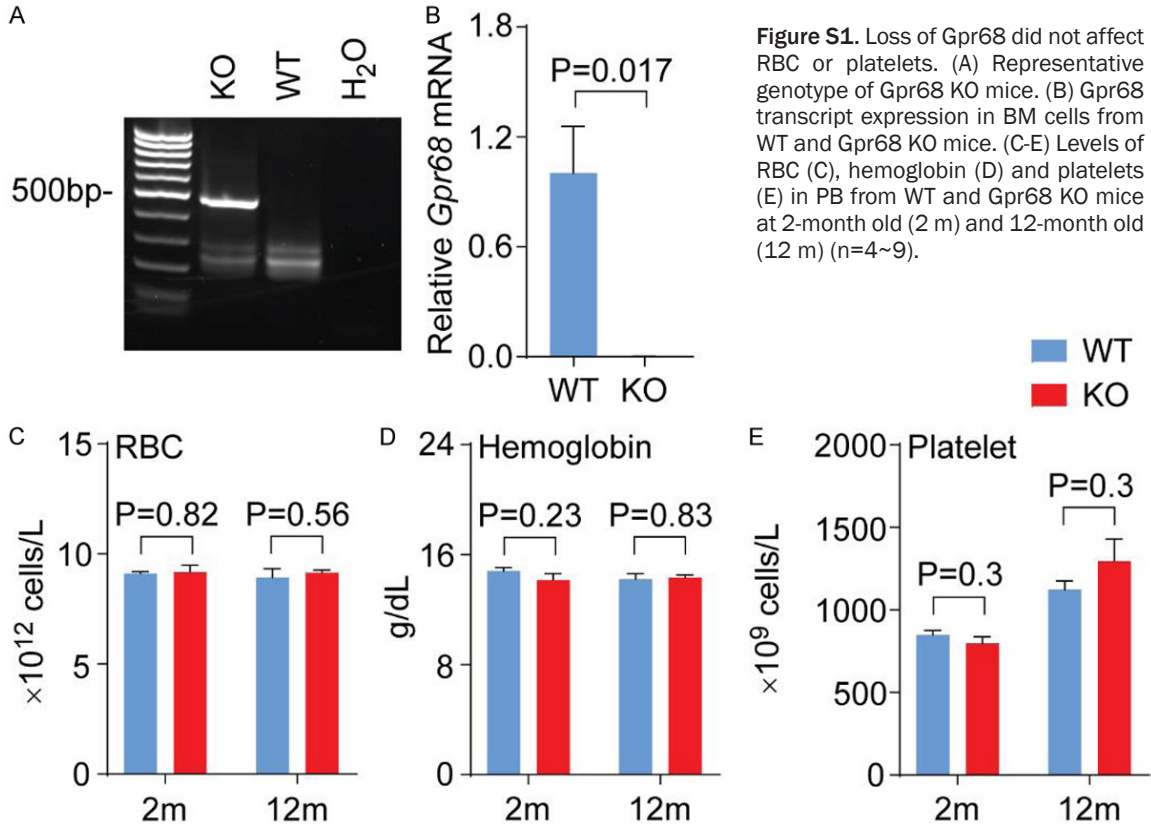 A
KO
WT
H₂O
500bp-
B
Relative Gpr68 mRNA
1.8
1.2
0.6
0.0
P=0.017
WT
KO
Figure S1. Loss of Gpr68 did not affect
RBC or platelets. (A) Representative
genotype of Gpr68 KO mice. (B) Gpr68
transcript expression in BM cells from
WT and Gpr68 KO mice. (C-E) Levels of
RBC (C), hemoglobin (D) and platelets
(E) in PB from WT and Gpr68 KO mice
at 2-month old (2 m) and 12-month old
(12 m) (n=4~9).
WT
KO
C
RBC
×10¹² cells/L
15
10
5
0
P=0.82
P=0.56
2m
12m
D
Hemoglobin
g/dL
24
16
8
0
P=0.23
P=0.83
2m
12m
E
Platelet
×10⁹ cells/L
2000
1500
1000
500
0
P=0.3
P=0.3
2m
12m